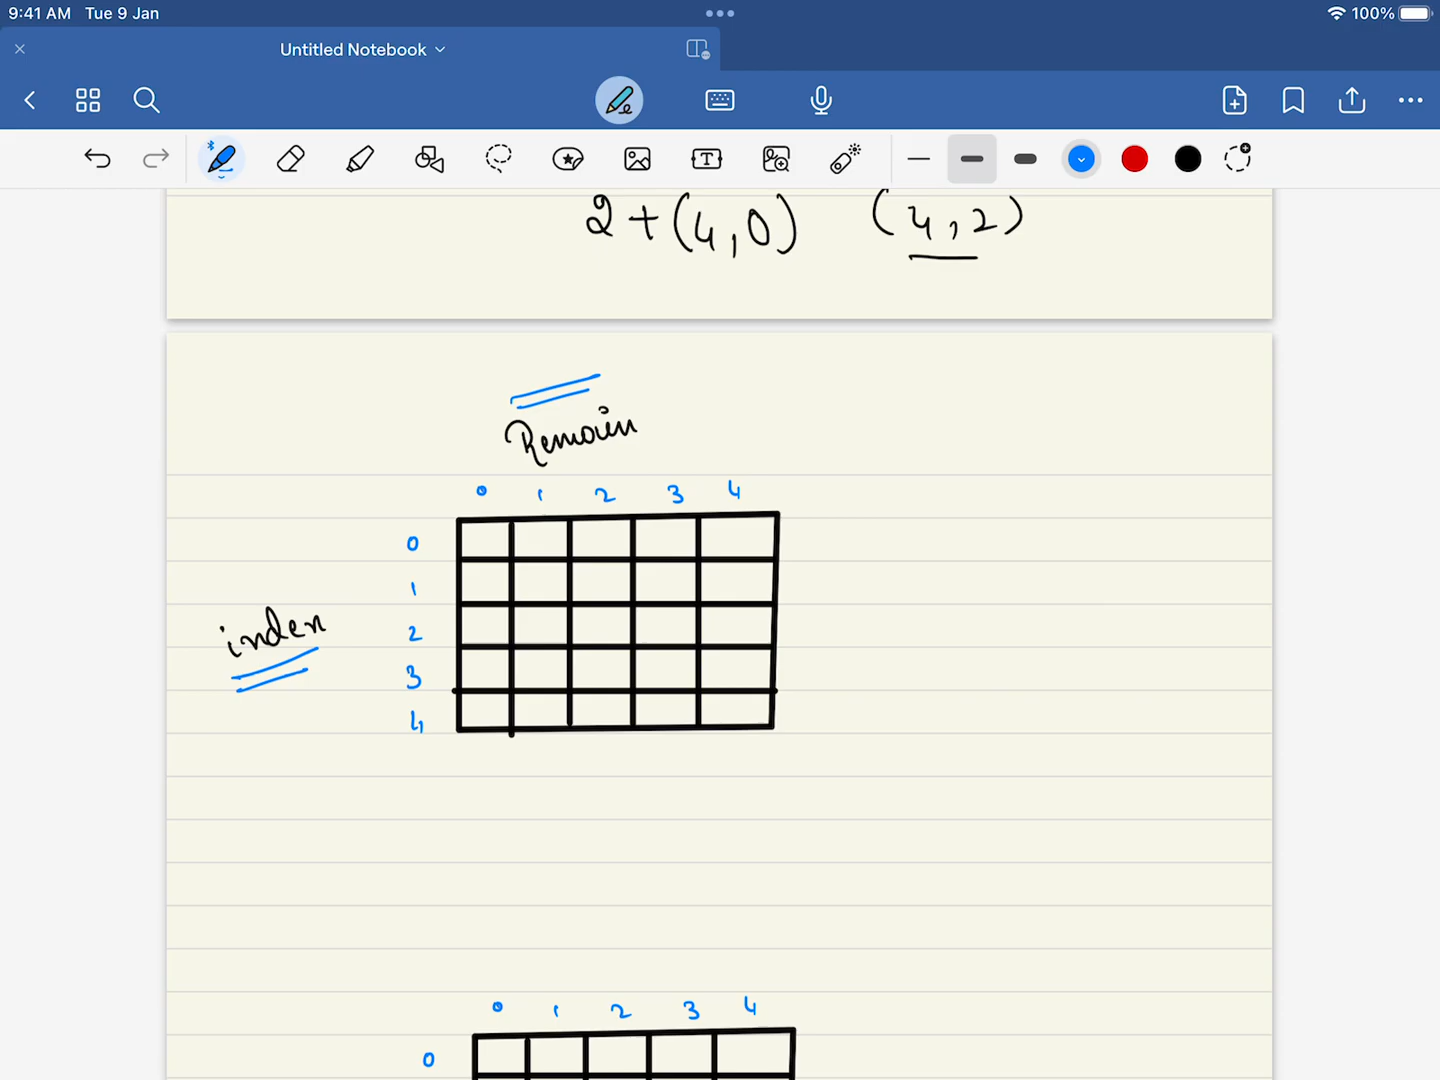 9:41 AM Tue 9 Jan 100%
Untitled Notebook
2 + (4,0) (4,2)
Remain
0 1 2 3 4
0
1
index
2
3
4
0 1 2 3 4
0